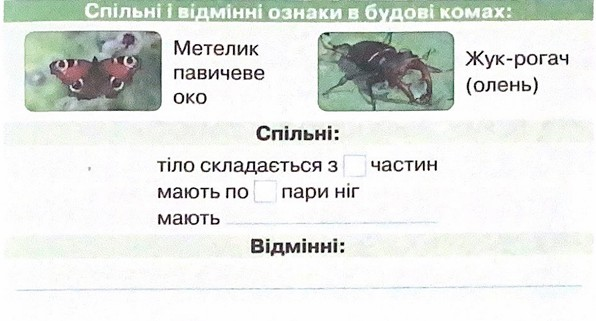 Спільні і відмінні ознаки в будові комах:
Метелик
павичеве
око
Жук-рогач
(олень)
Спільні:
тіло складається з частин
мають по пари ніг
мають
Відмінні: